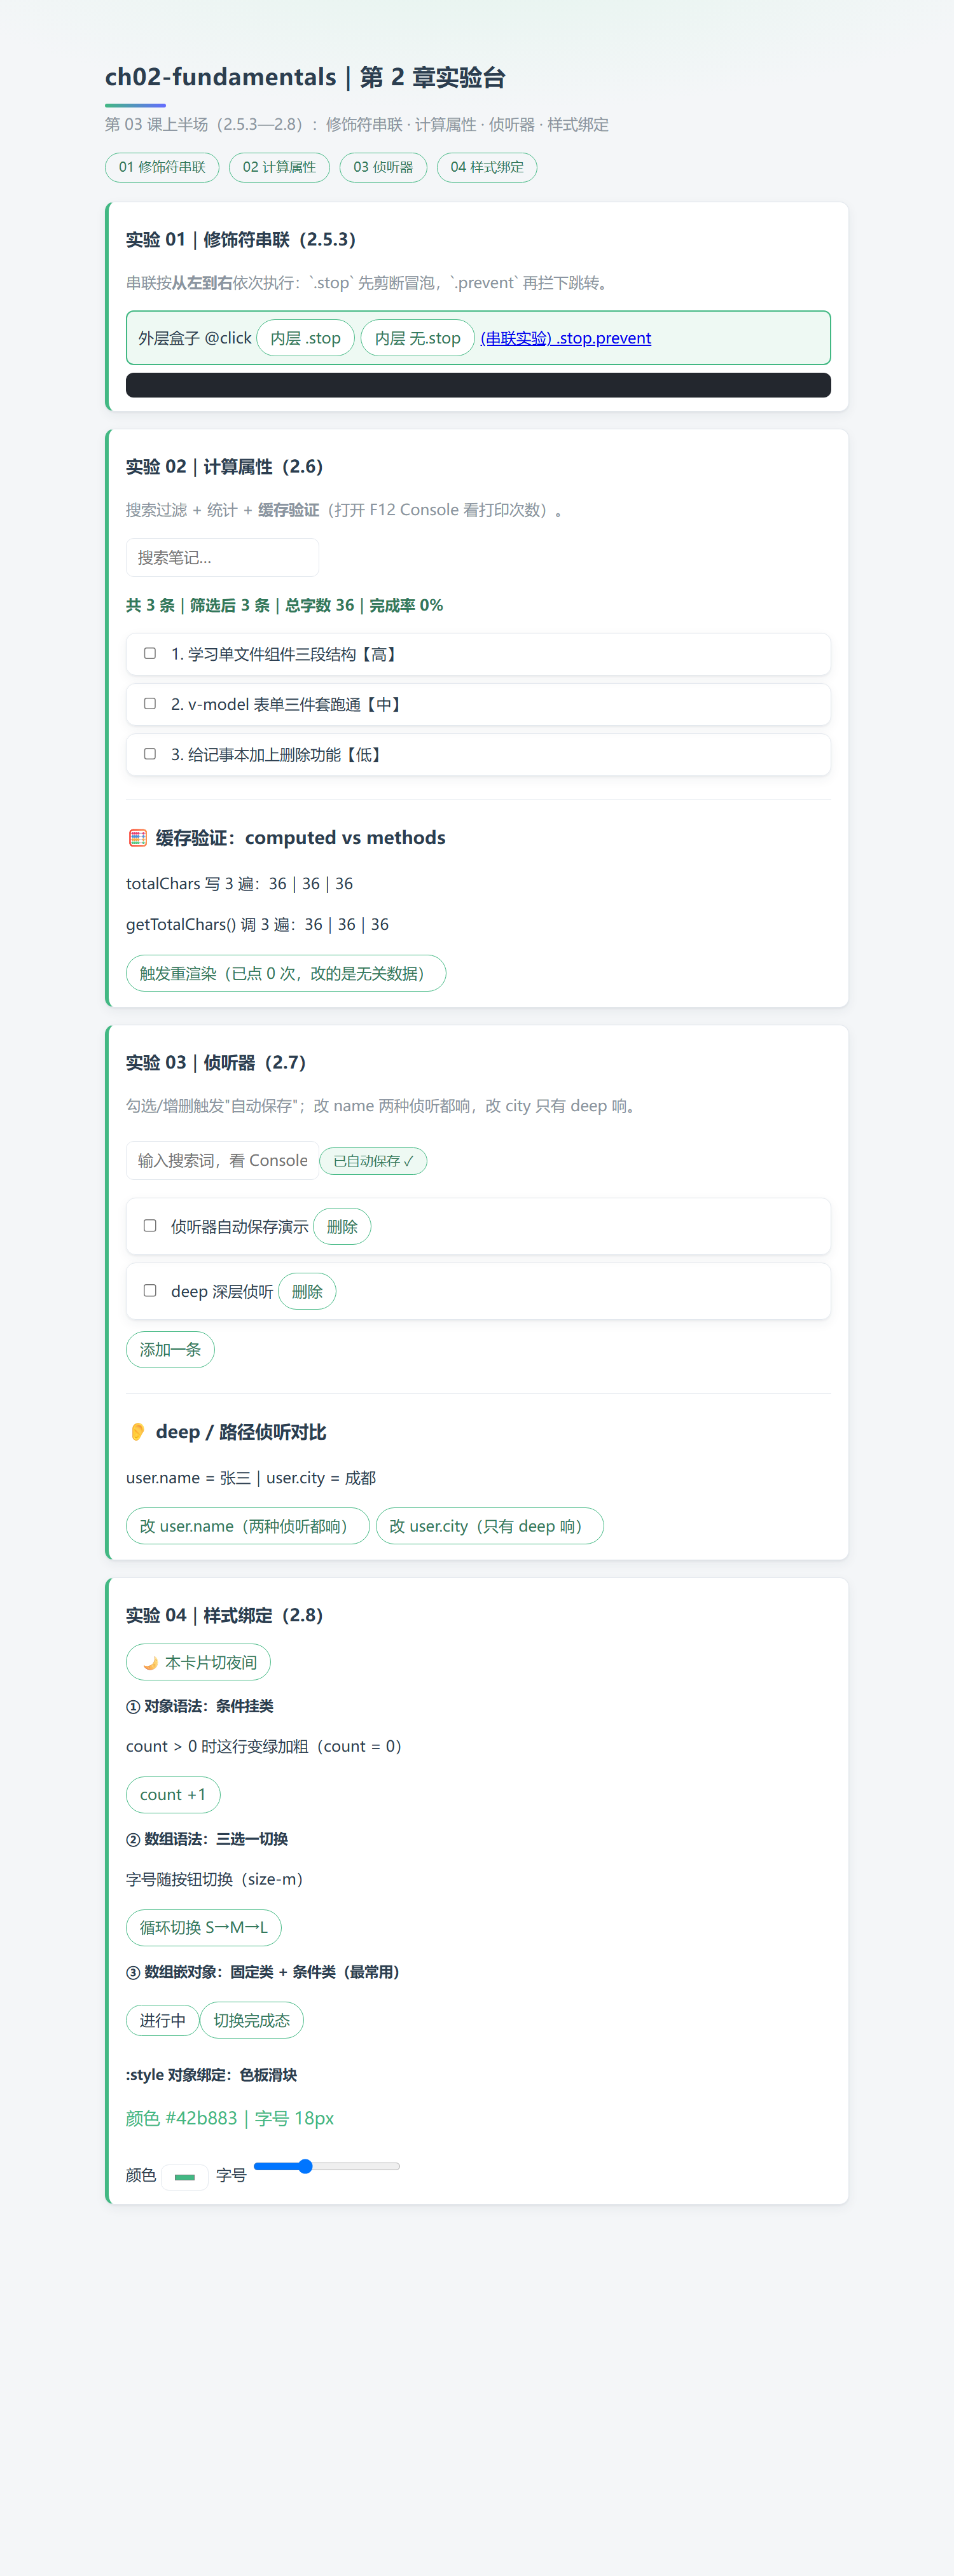 ch02-fundamentals | 第 2 章实验台
第 03 课上半场（2.5.3—2.8）：修饰符串联 · 计算属性 · 侦听器 · 样式绑定
01 修饰符串联 02 计算属性 03 侦听器 04 样式绑定
实验 01 | 修饰符串联（2.5.3）
串联按从左到右依次执行：`.stop` 先剪断冒泡，`.prevent` 再拦下跳转。
外层盒子 @click 内层 .stop 内层 无.stop (串联实验) .stop.prevent
实验 02 | 计算属性（2.6）
搜索过滤 + 统计 + 缓存验证（打开 F12 Console 看打印次数）。
搜索笔记...
共 3 条 | 筛选后 3 条 | 总字数 36 | 完成率 0%
1. 学习单文件组件三段结构【高】
2. v-model 表单三件套跑通【中】
3. 给记事本加上删除功能【低】
🧮 缓存验证：computed vs methods
totalChars 写 3 遍：36 | 36 | 36
getTotalChars() 调 3 遍：36 | 36 | 36
触发重渲染（已点 0 次，改的是无关数据）
实验 03 | 侦听器（2.7）
勾选/增删触发"自动保存"；改 name 两种侦听都响，改 city 只有 deep 响。
输入搜索词，看 Console 已自动保存 ✓
侦听器自动保存演示 删除
deep 深层侦听 删除
添加一条
👂 deep / 路径侦听对比
user.name = 张三 | user.city = 成都
改 user.name（两种侦听都响） 改 user.city（只有 deep 响）
实验 04 | 样式绑定（2.8）
🌙 本卡片切夜间
① 对象语法：条件挂类
count > 0 时这行变绿加粗（count = 0）
count +1
② 数组语法：三选一切换
字号随按钮切换（size-m）
循环切换 S→M→L
③ 数组嵌对象：固定类 + 条件类（最常用）
进行中 切换完成态
:style 对象绑定：色板滑块
颜色 #42b883 | 字号 18px
颜色 字号